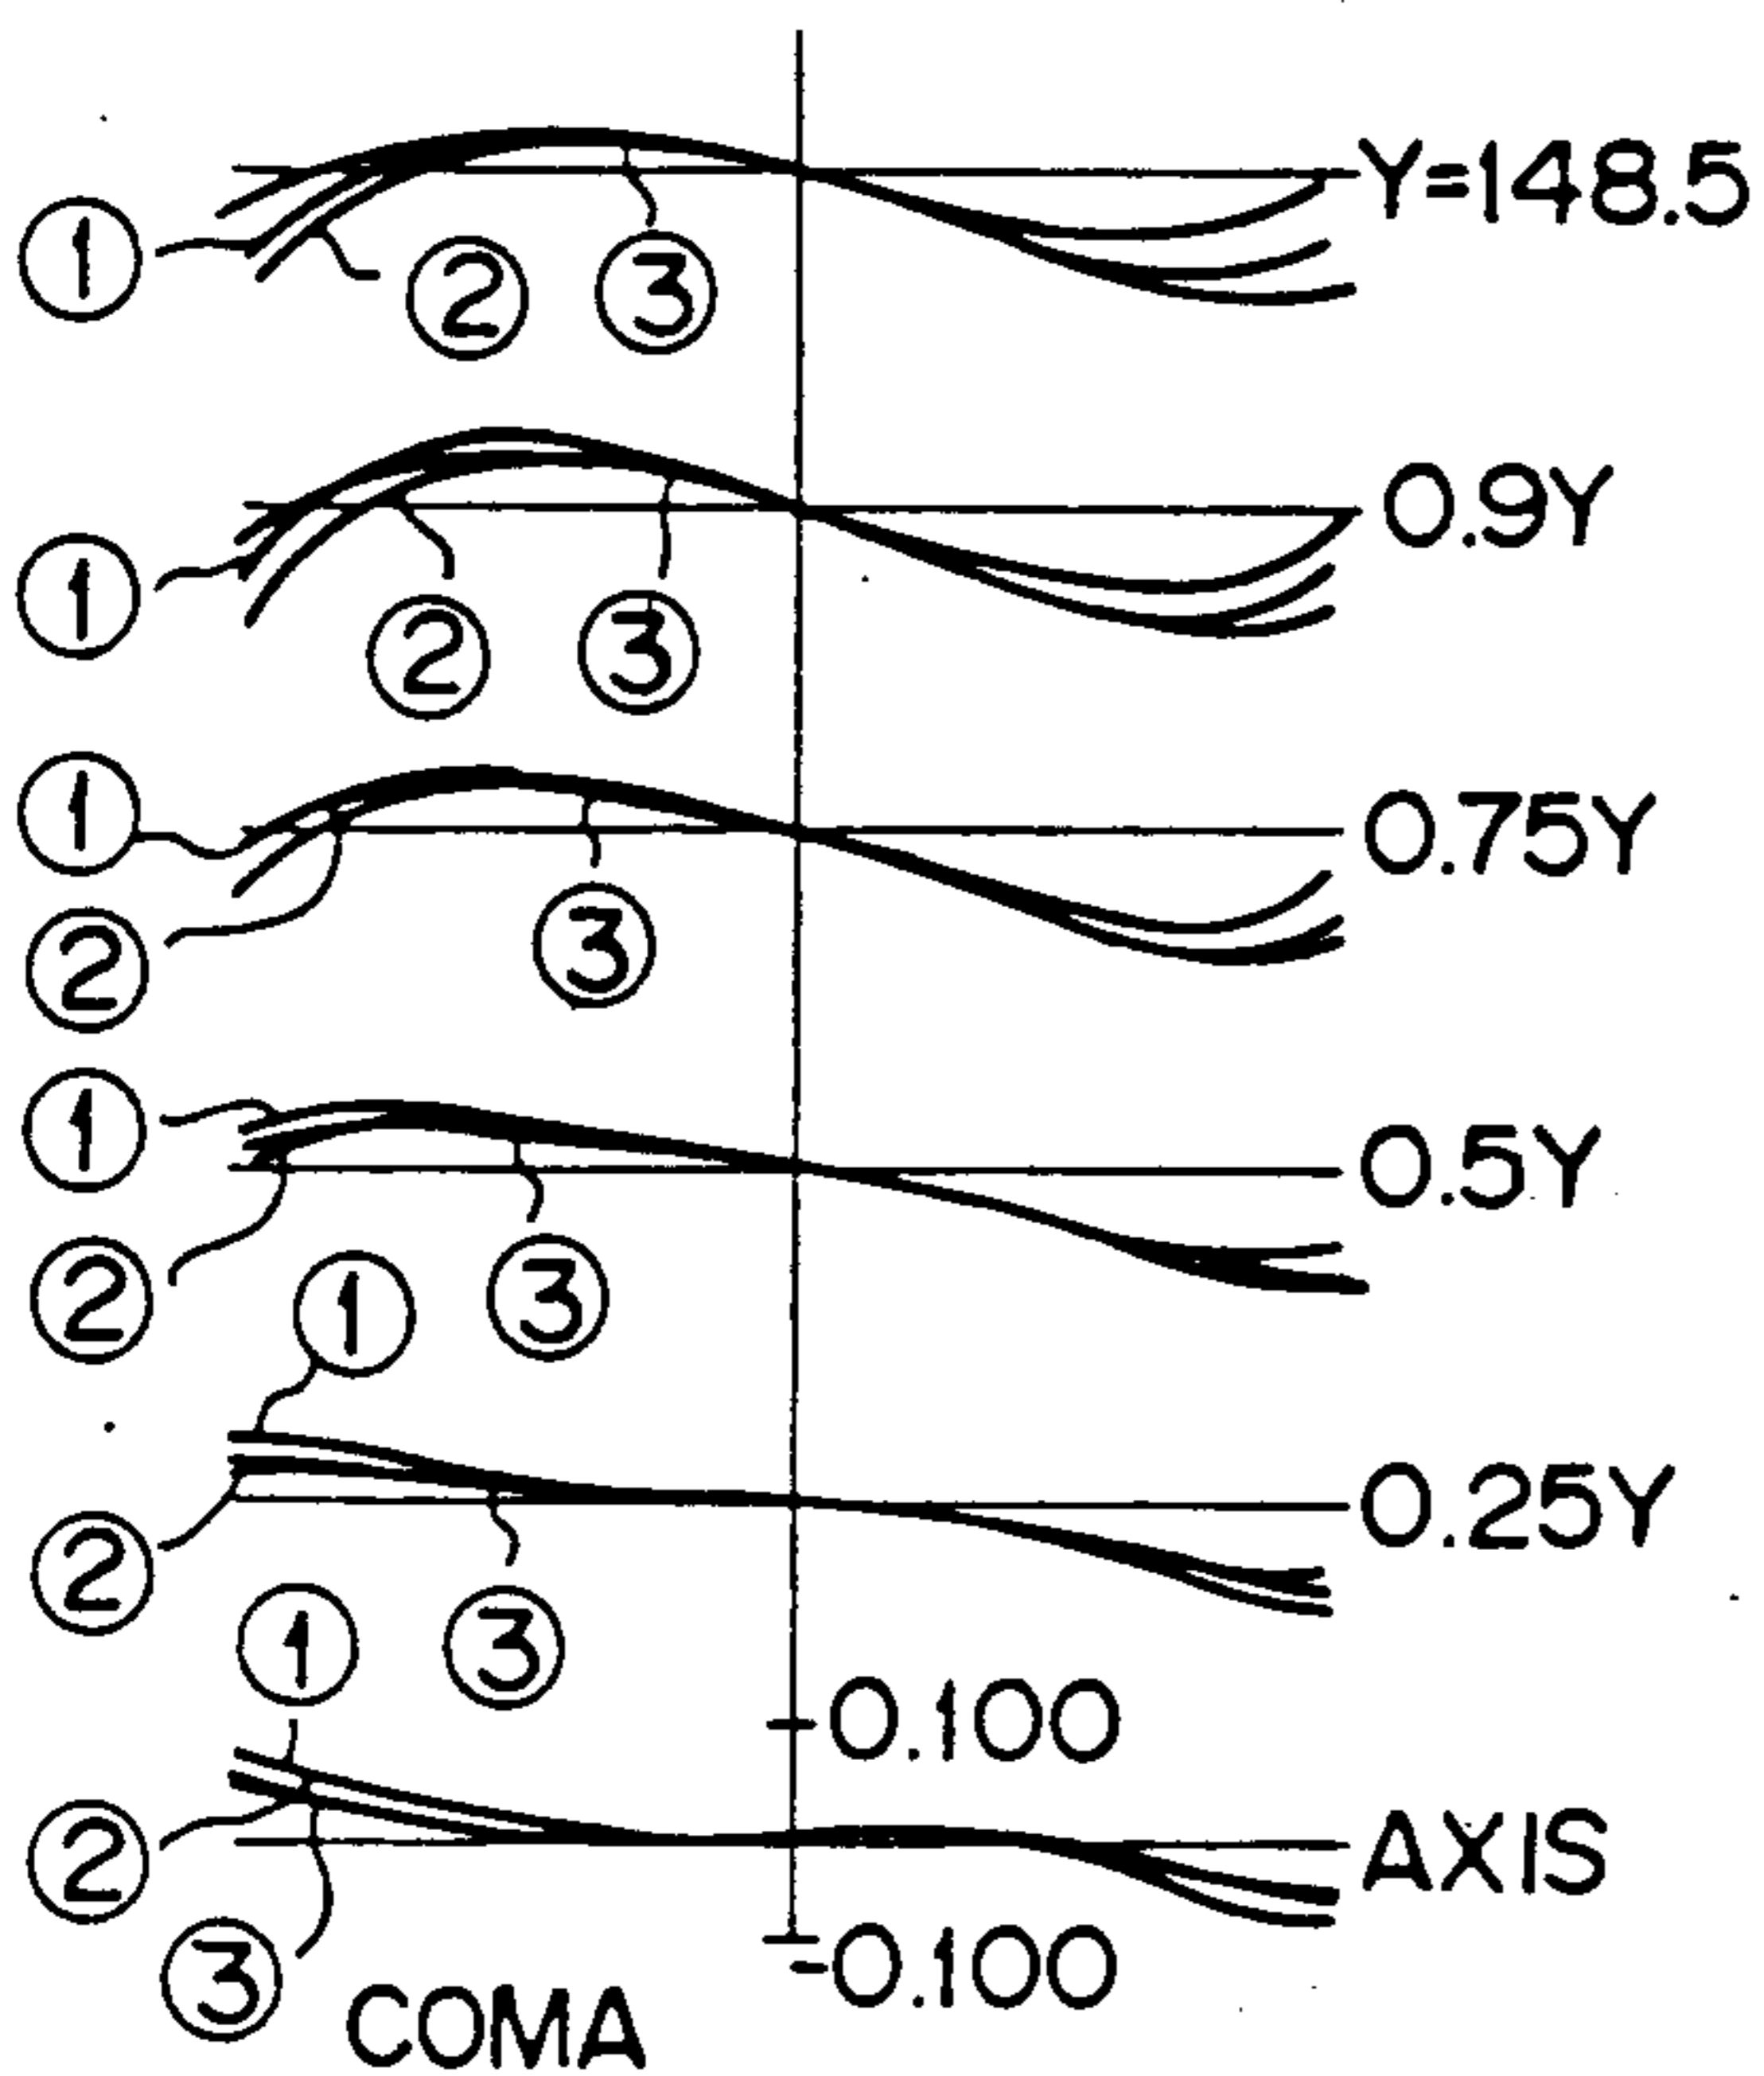 Y=148.5
① ② ③
0.9Y
① ② ③
① 0.75Y
② ③
① 0.5Y
② ① ③
0.25Y
② ① ③
0.100
② AXIS
③ -0.100
COMA